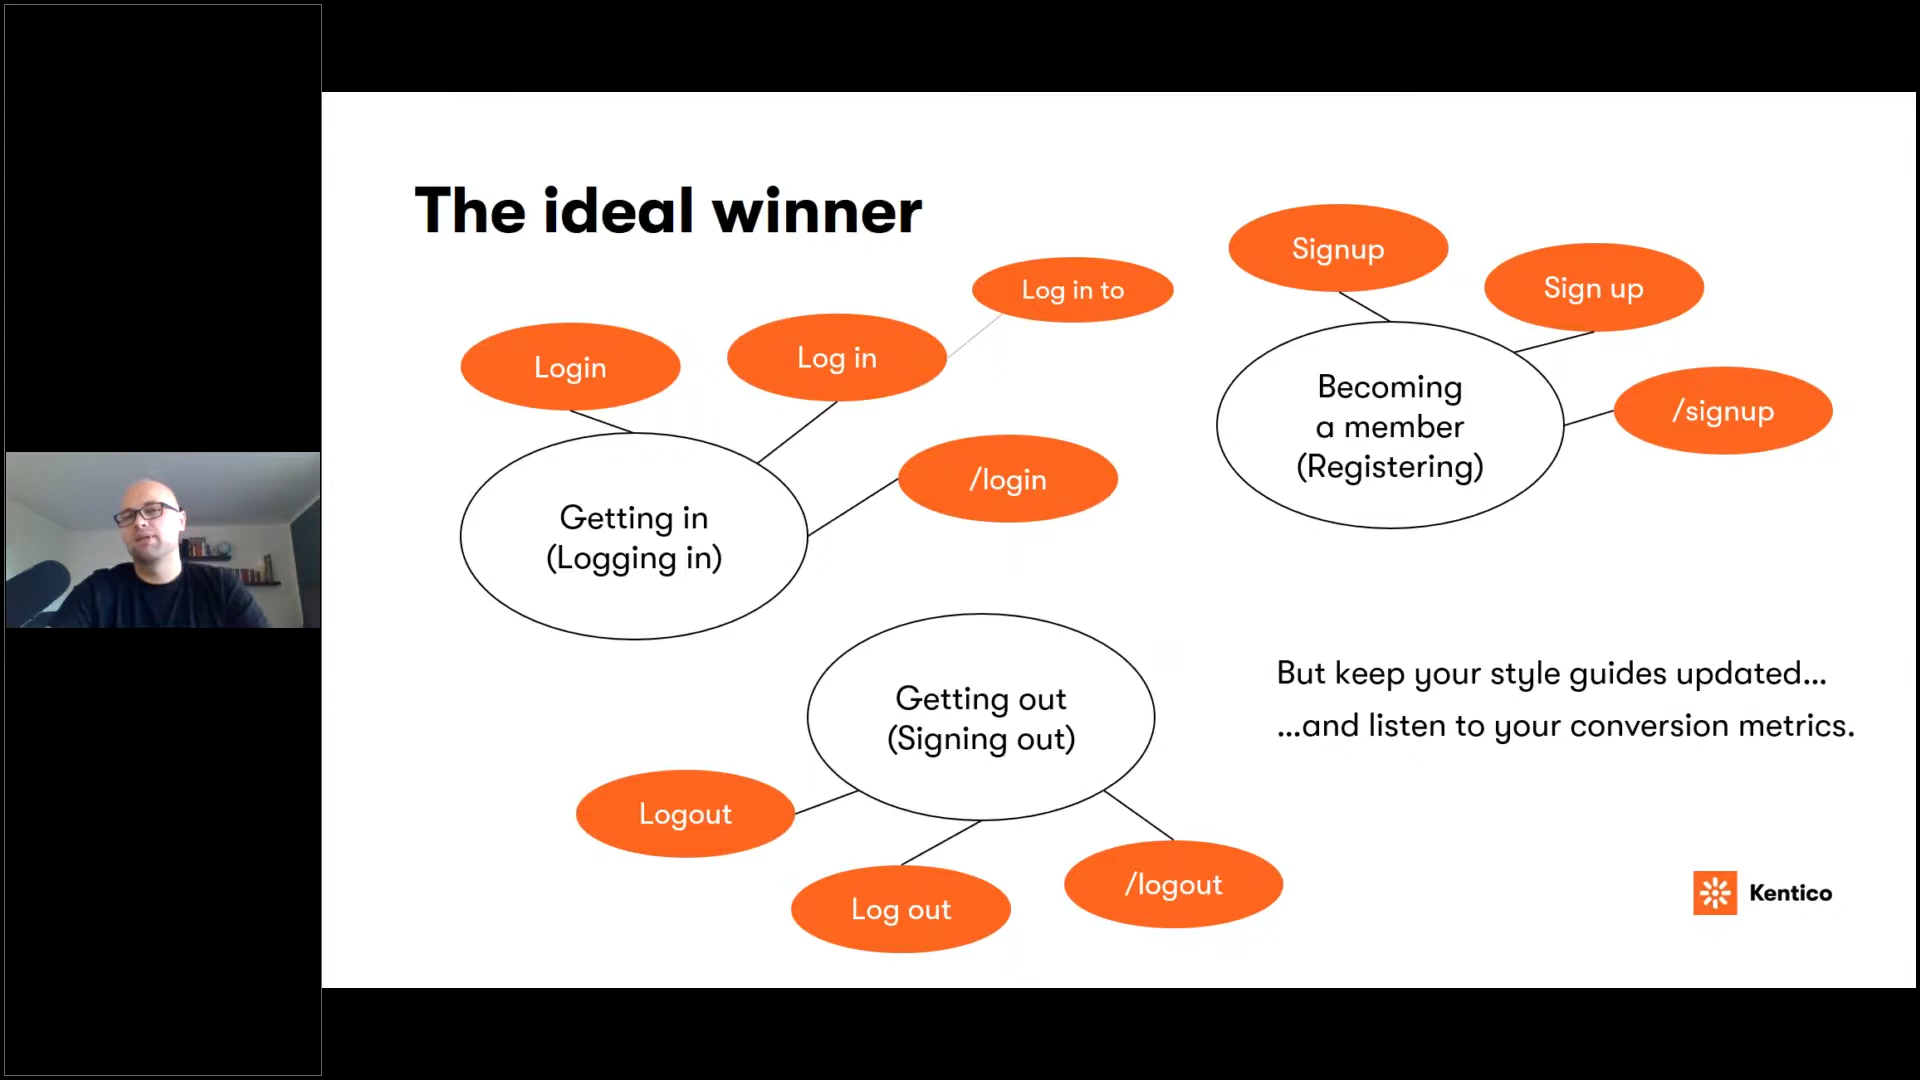 The ideal winner
Signup
Sign up
/signup
Becoming
a member
(Registering)
Log in to
Login
Log in
/login
Getting in
(Logging in)
Getting out
(Signing out)
Logout
Log out
/logout
But keep your style guides updated...
...and listen to your conversion metrics.
Kentico